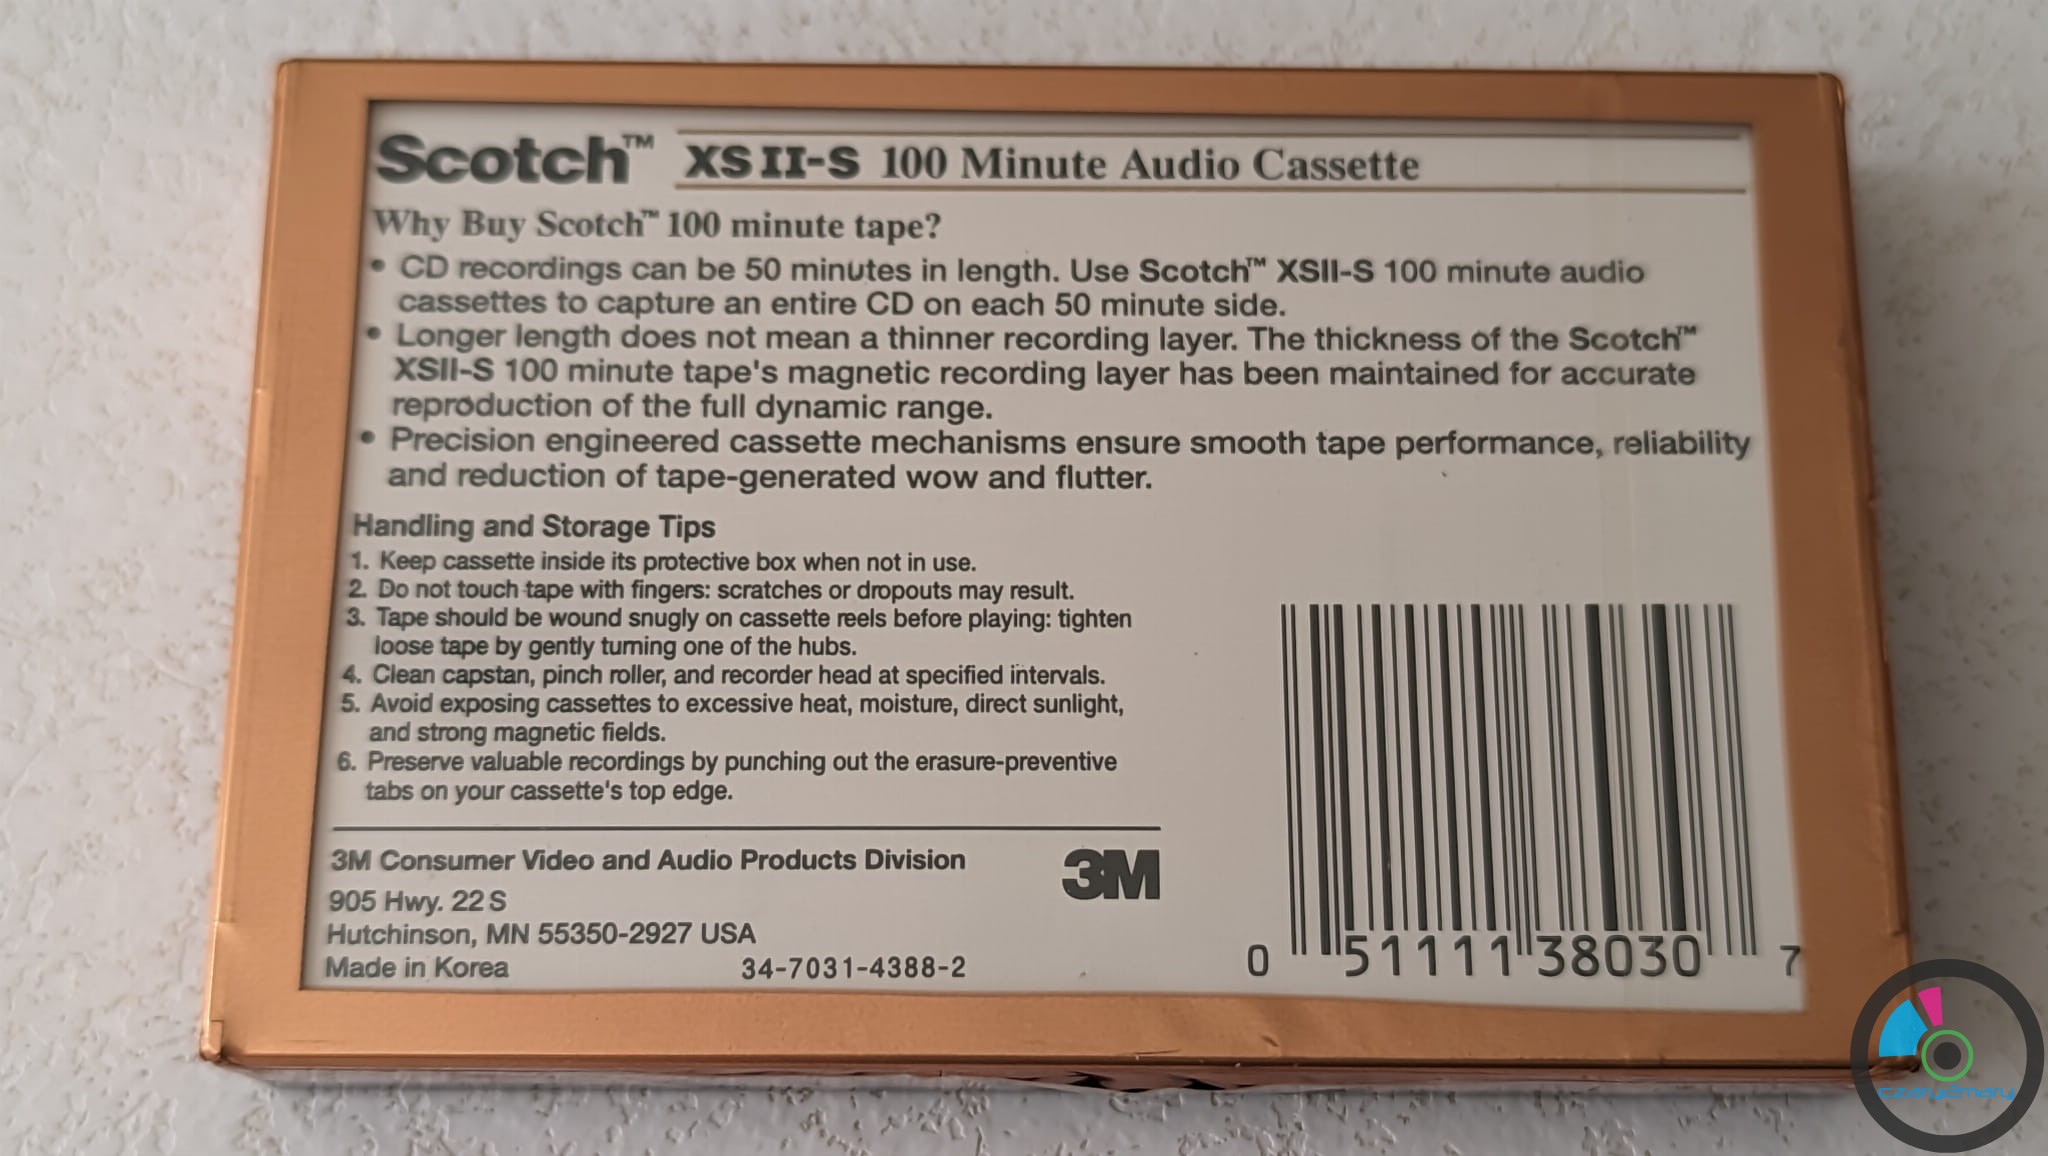 Scotch™ XSII-S 100 Minute Audio Cassette
Why Buy Scotch™ 100 minute tape?
• CD recordings can be 50 minutes in length. Use Scotch™ XSII-S 100 minute audio
cassettes to capture an entire CD on each 50 minute side.
• Longer length does not mean a thinner recording layer. The thickness of the Scotch™
XSII-S 100 minute tape's magnetic recording layer has been maintained for accurate
reproduction of the full dynamic range.
• Precision engineered cassette mechanisms ensure smooth tape performance, reliability
and reduction of tape-generated wow and flutter.
Handling and Storage Tips
1. Keep cassette inside its protective box when not in use.
2. Do not touch tape with fingers: scratches or dropouts may result.
3. Tape should be wound snugly on cassette reels before playing: tighten
loose tape by gently turning one of the hubs.
4. Clean capstan, pinch roller, and recorder head at specified intervals.
5. Avoid exposing cassettes to excessive heat, moisture, direct sunlight,
and strong magnetic fields.
6. Preserve valuable recordings by punching out the erasure-preventive
tabs on your cassette's top edge.
3M Consumer Video and Audio Products Division
3M
905 Hwy. 22 S
Hutchinson, MN 55350-2927 USA
Made in Korea 34-7031-4388-2
0 51111 38030 7